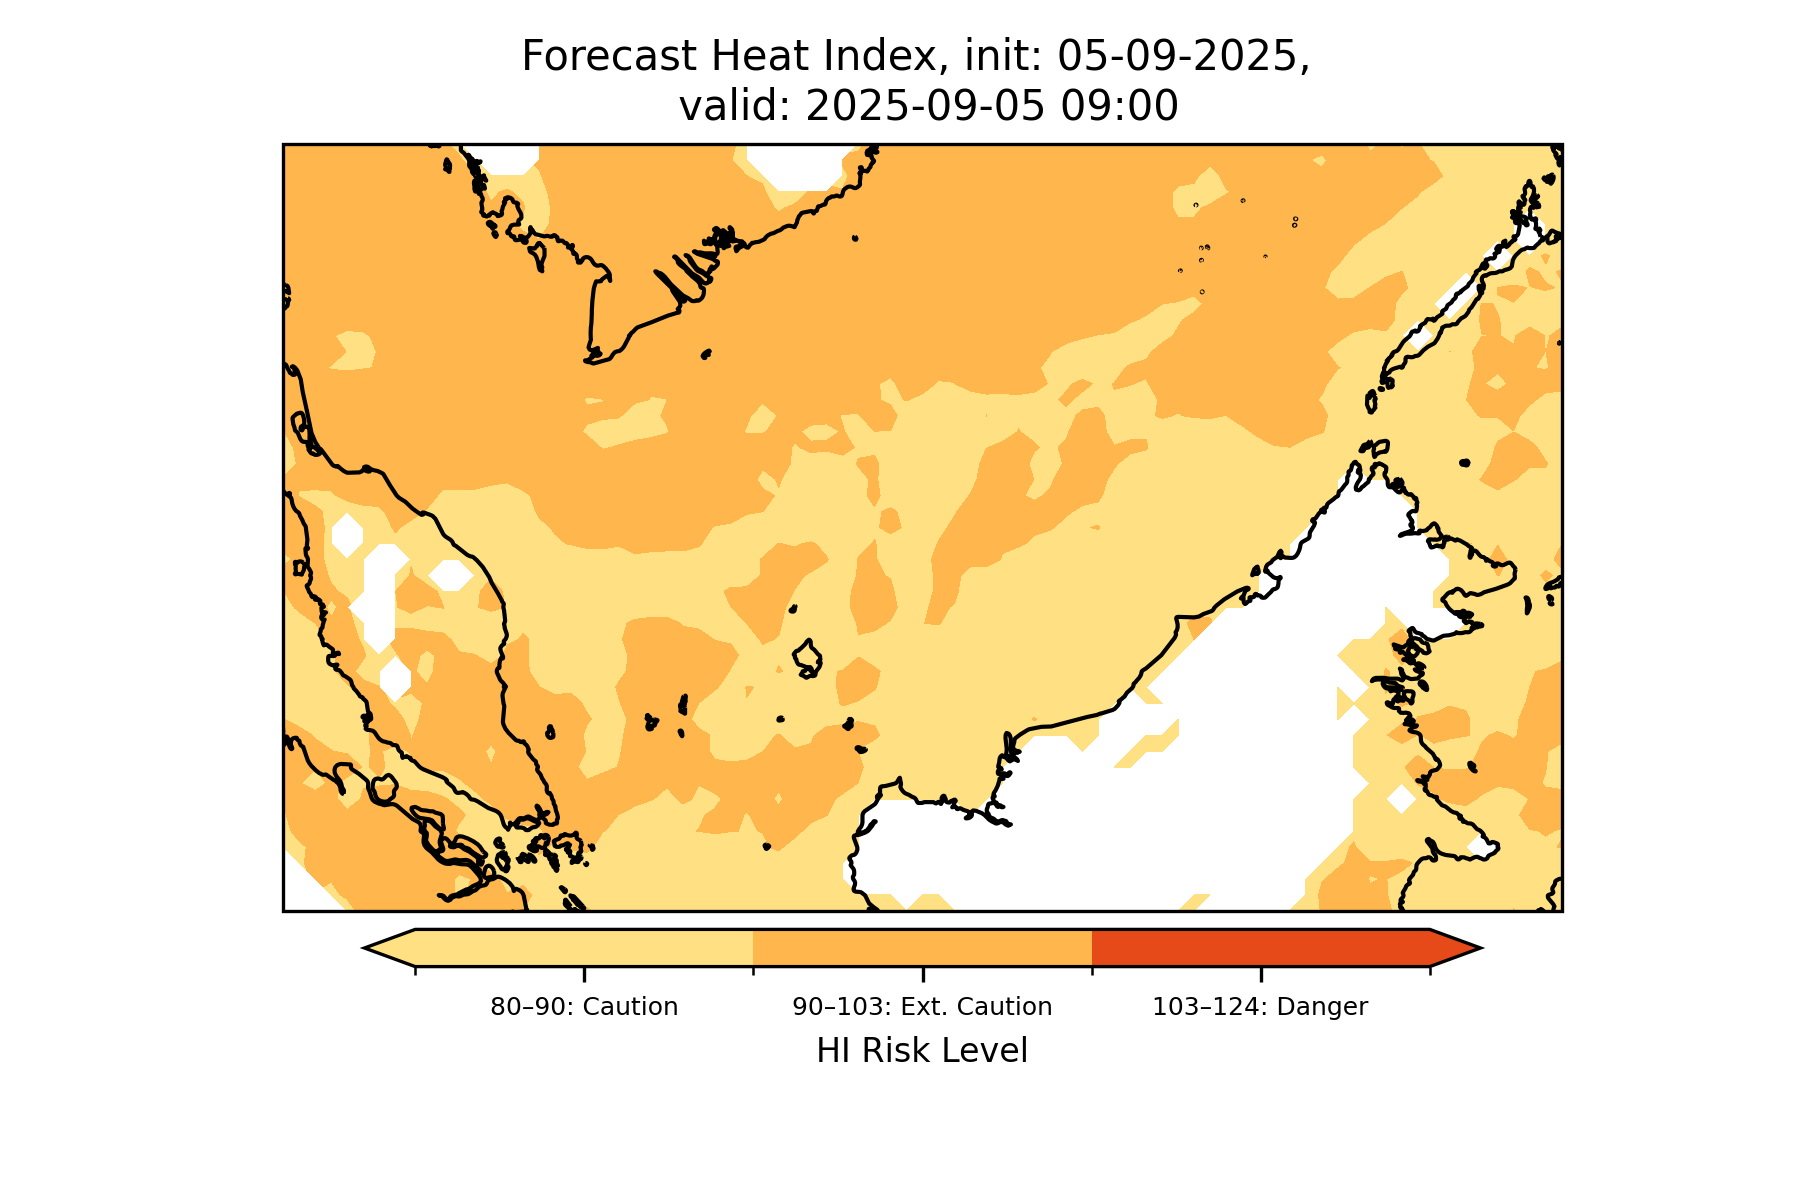 Forecast Heat Index, init: 05-09-2025,
valid: 2025-09-05 09:00
80–90: Caution
90–103: Ext. Caution
103–124: Danger
HI Risk Level